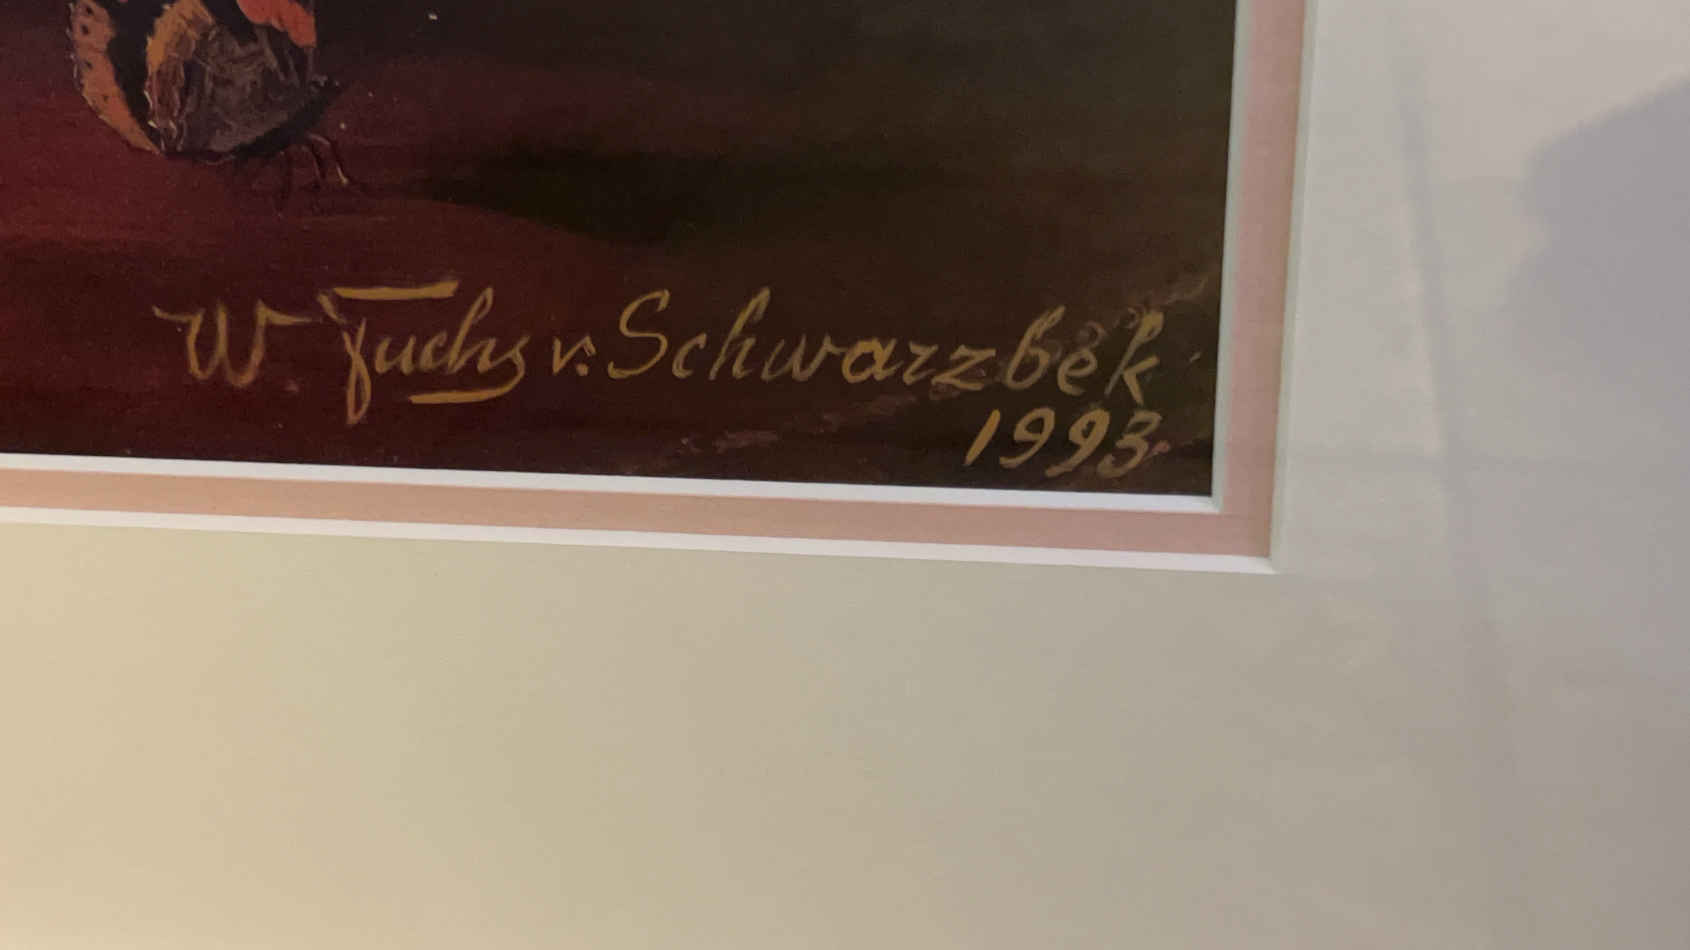 W. Fuchs v. Schwarzbek
1993